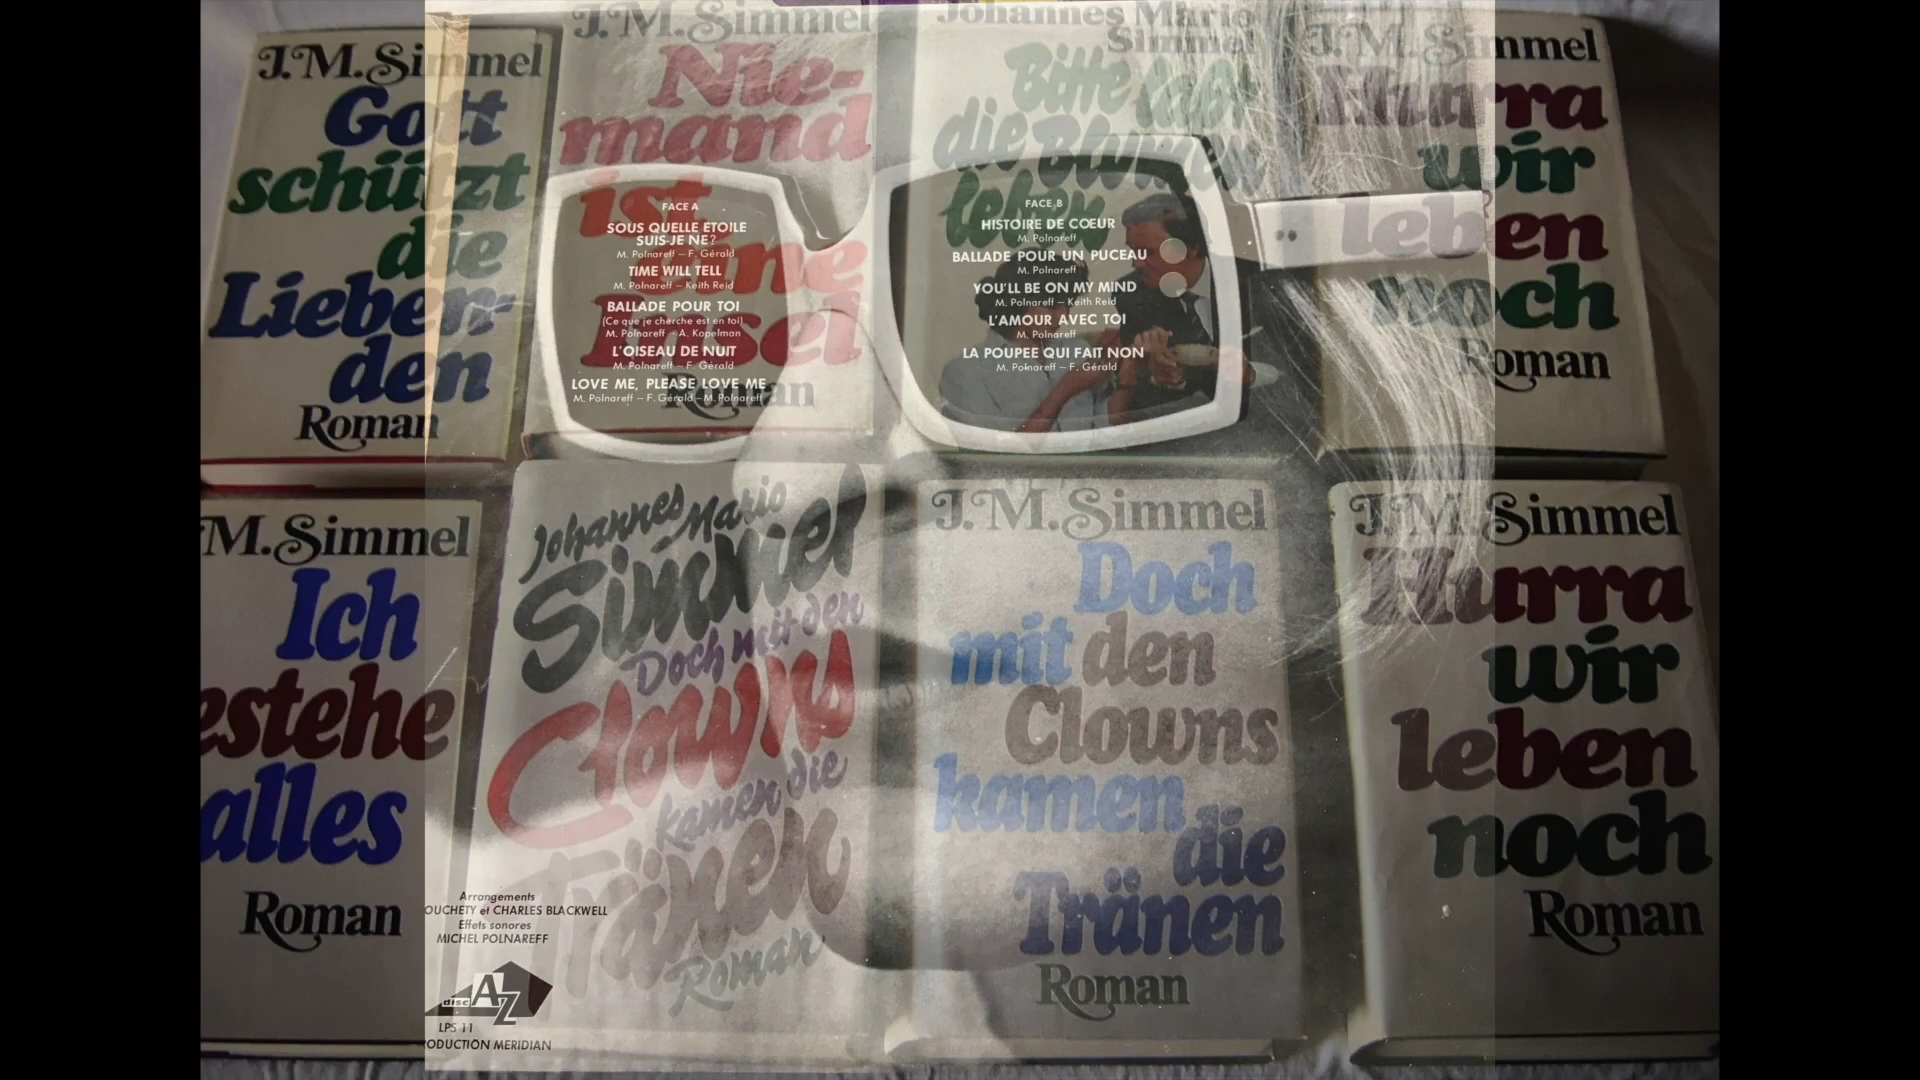 J.M. Simmel
Gott
schützt
die
Lieben-
den
Roman
J.M. Simmel
Nie-
mand
ist
eine
Insel
Roman
Johannes Mario
Simmel
Bitte laßt
die Blumen
leben
J.M. Simmel
Hurra
wir
leben
noch
Roman
FACE A
SOUS QUELLE ETOILE
SUIS-JE NE?
M. Polnareff – F. Gérald
TIME WILL TELL
M. Polnareff – Keith Reid
BALLADE POUR TOI
(Ce que je cherche est en toi)
M. Polnareff – A. Kopelman
L'OISEAU DE NUIT
M. Polnareff – F. Gérald
LOVE ME, PLEASE LOVE ME
M. Polnareff – F. Gérald – M. Polnareff
FACE B
HISTOIRE DE COEUR
M. Polnareff
BALLADE POUR UN PUCEAU
M. Polnareff
YOU'LL BE ON MY MIND
M. Polnareff – Keith Reid
L'AMOUR AVEC TOI
M. Polnareff
LA POUPEE QUI FAIT NON
M. Polnareff – F. Gérald
M. Simmel
Ich
estehe
alles
Roman
Johannes Mario
Simmel
Doch mit den
Clowns
kamen die
Tränen
Roman
J.M. Simmel
Doch
mit den
Clowns
kamen
die
Tränen
Roman
J.M. Simmel
Hurra
wir
leben
noch
Roman
Arrangements
OUCHETY et CHARLES BLACKWELL
Effets sonores
MICHEL POLNAREFF
disc AZ
LPS 11
ODUCTION MERIDIAN